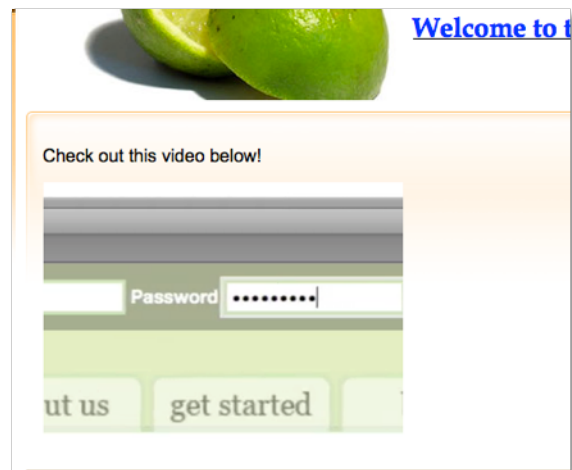 Welcome to t
Check out this video below!
Password •••••••••
ut us
get started